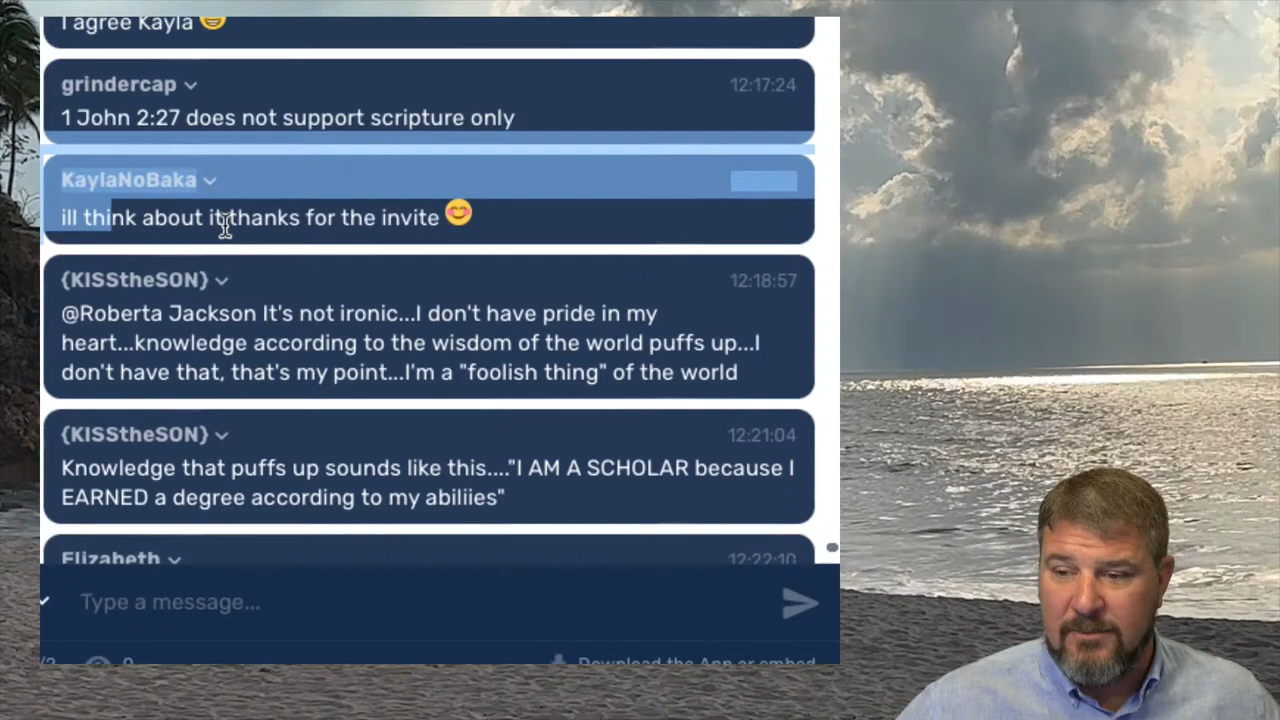 I agree Kayla 😄
grindercap 12:17:24
1 John 2:27 does not support scripture only
KaylaNoBaka
ill think about it thanks for the invite 😊
{KISStheSON} 12:18:57
@Roberta Jackson It's not ironic...I don't have pride in my
heart...knowledge according to the wisdom of the world puffs up...I
don't have that, that's my point...I'm a "foolish thing" of the world
{KISStheSON} 12:21:04
Knowledge that puffs up sounds like this...."I AM A SCHOLAR because I
EARNED a degree according to my abiliies"
Elizabeth 12:22:10
Type a message...
Download the App or embed